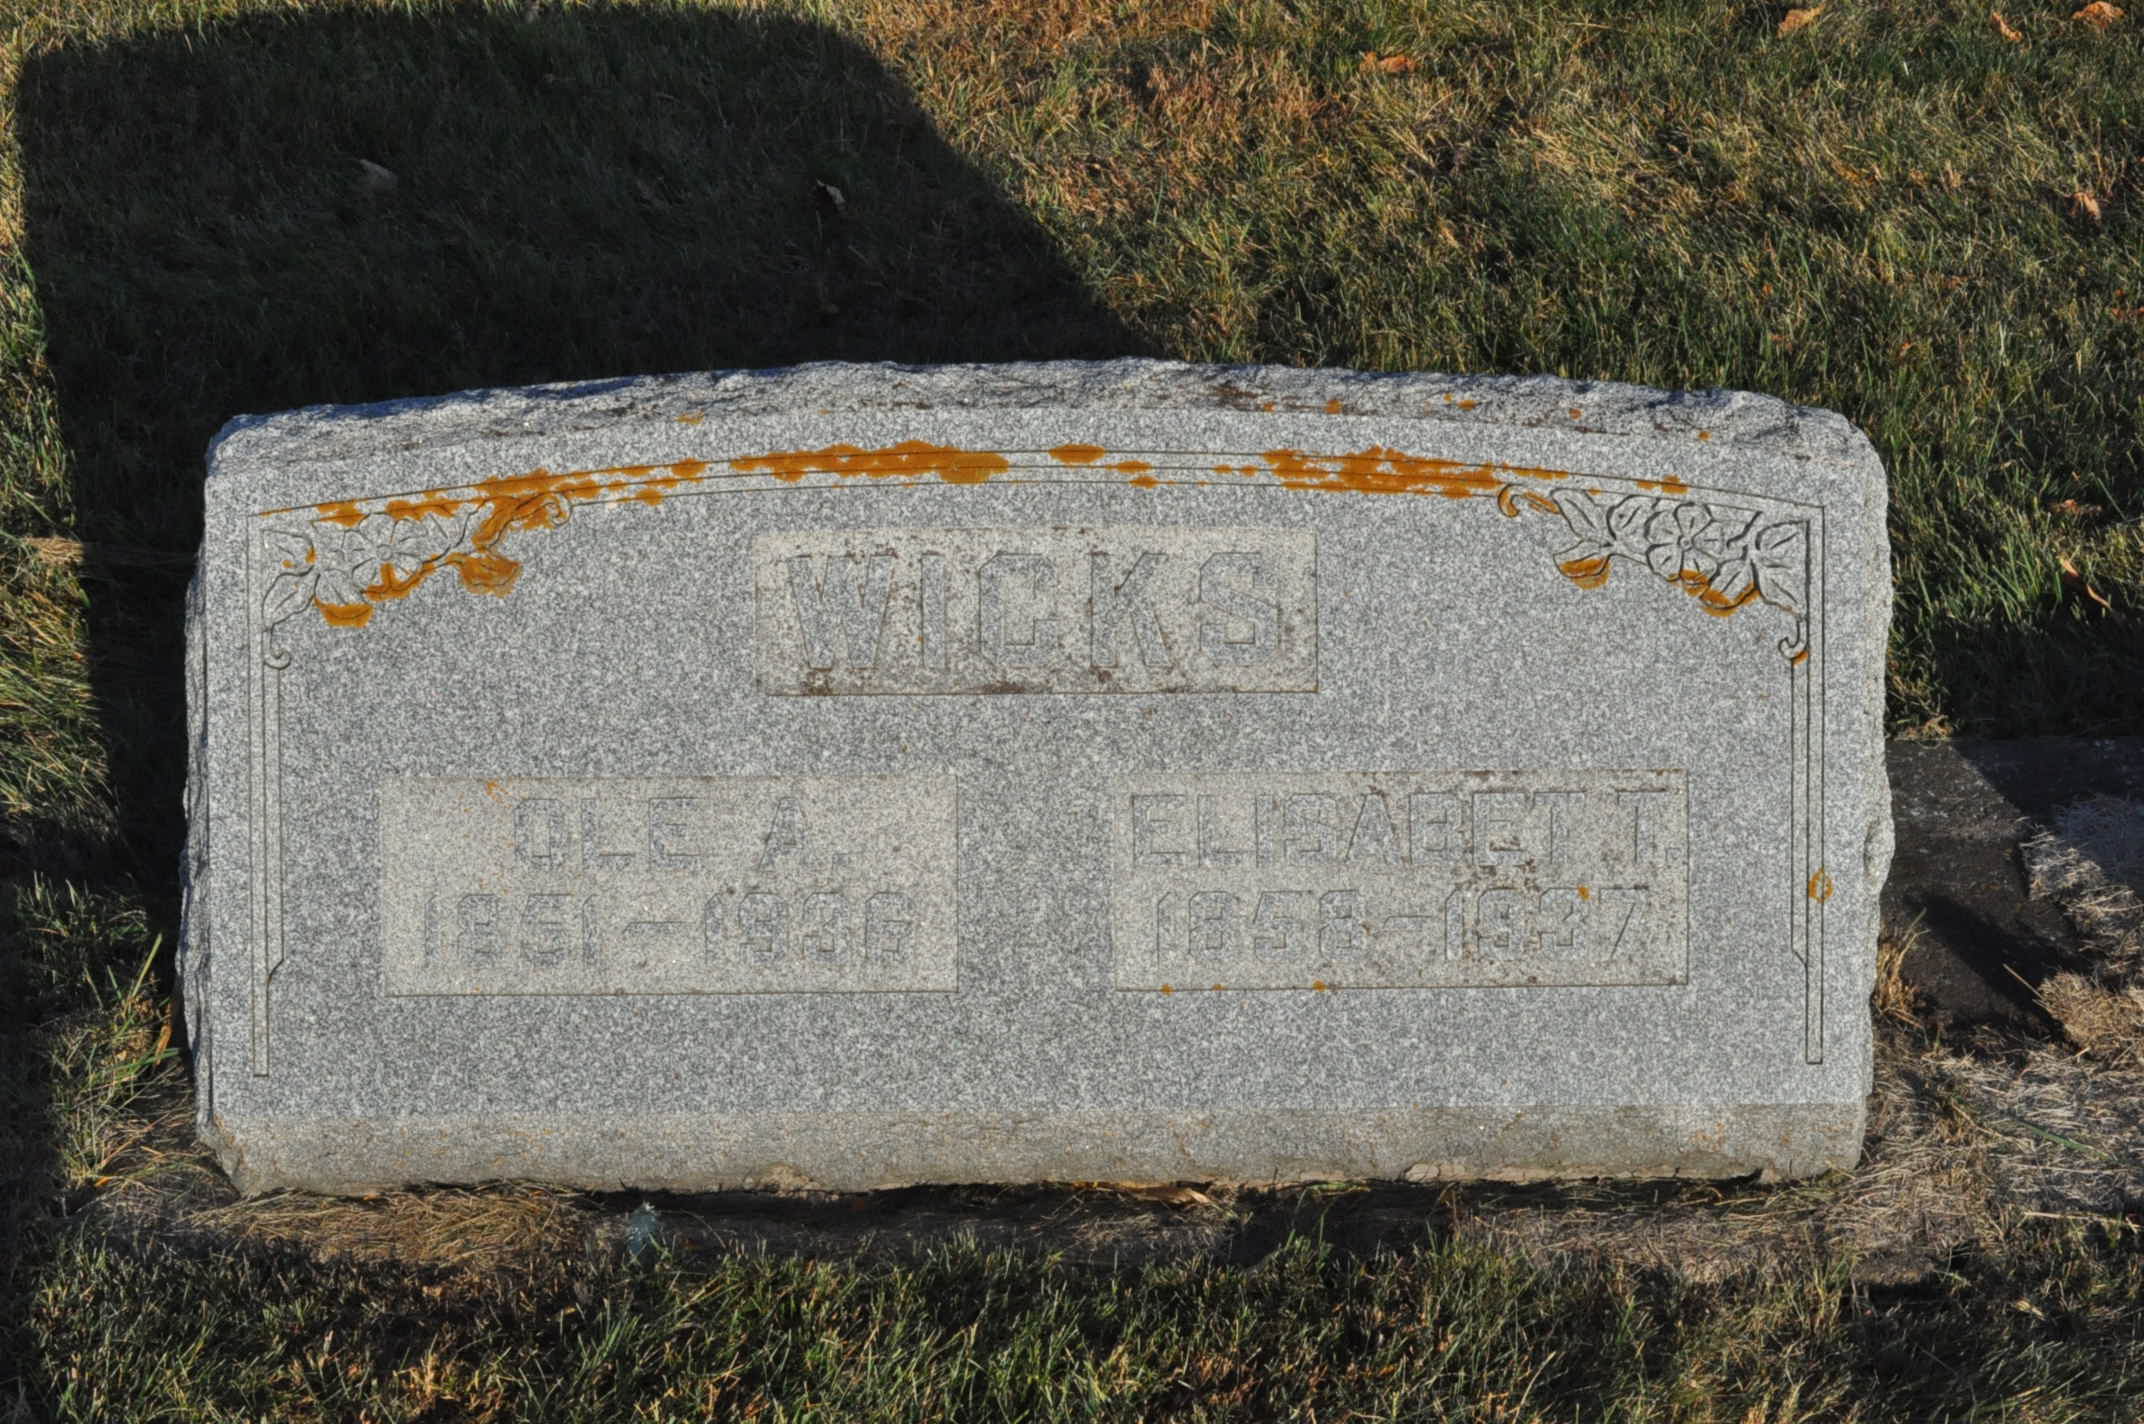 WICKS
OLE A.
1851-1936
ELISABET T.
1858-1937